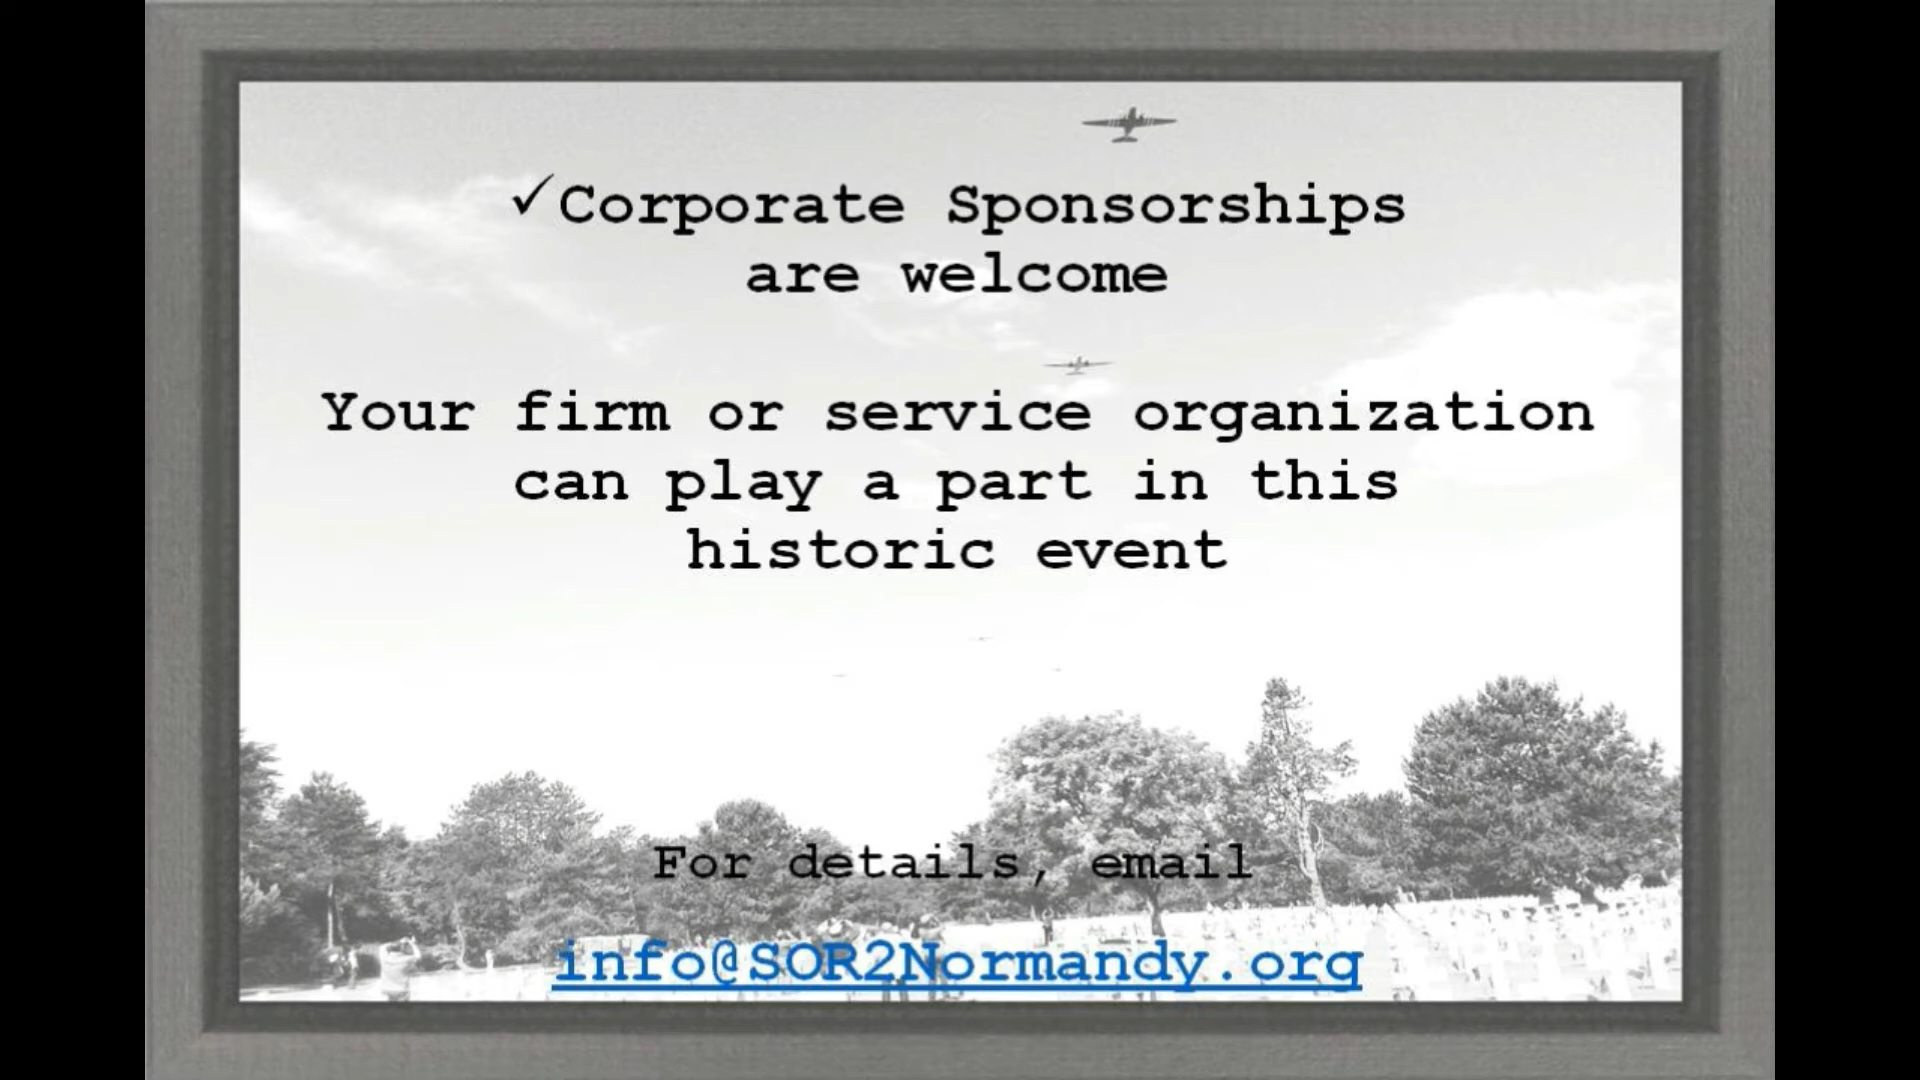 ✓Corporate Sponsorships
are welcome
Your firm or service organization
can play a part in this
historic event
For details, email
info@SOR2Normandy.org